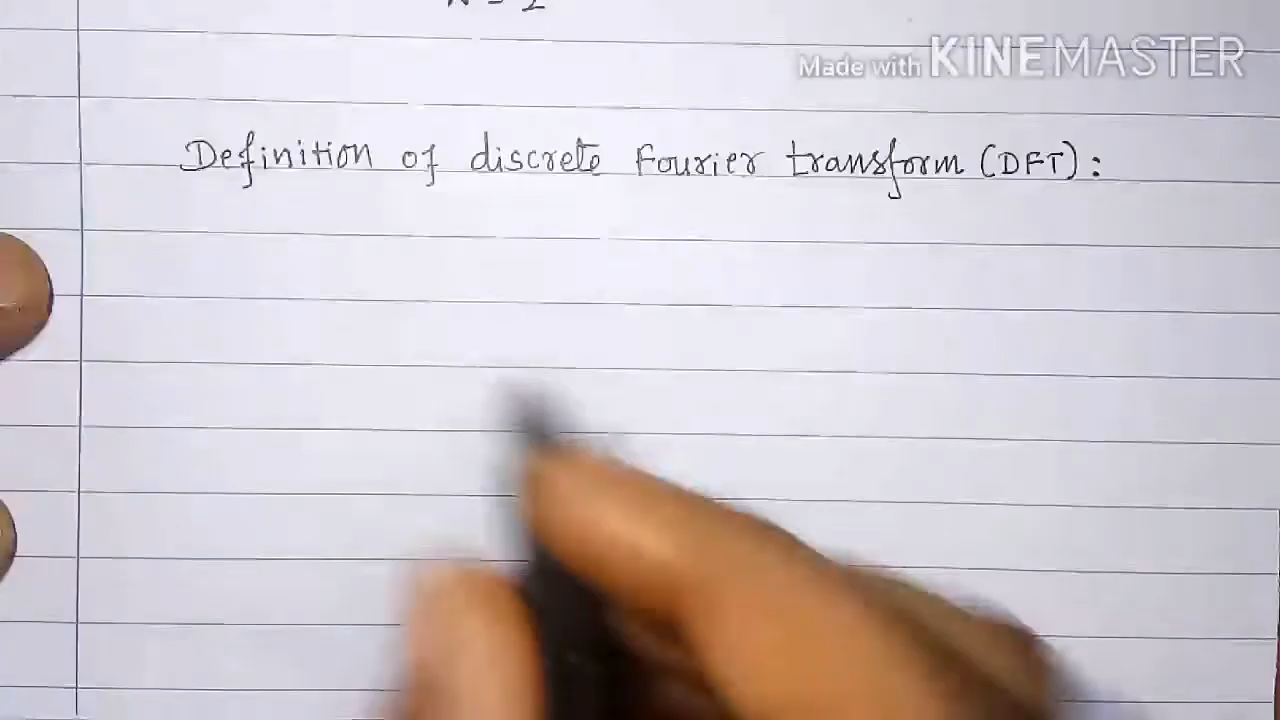 Made with KINEMASTER
Definition of discrete Fourier transform (DFT):